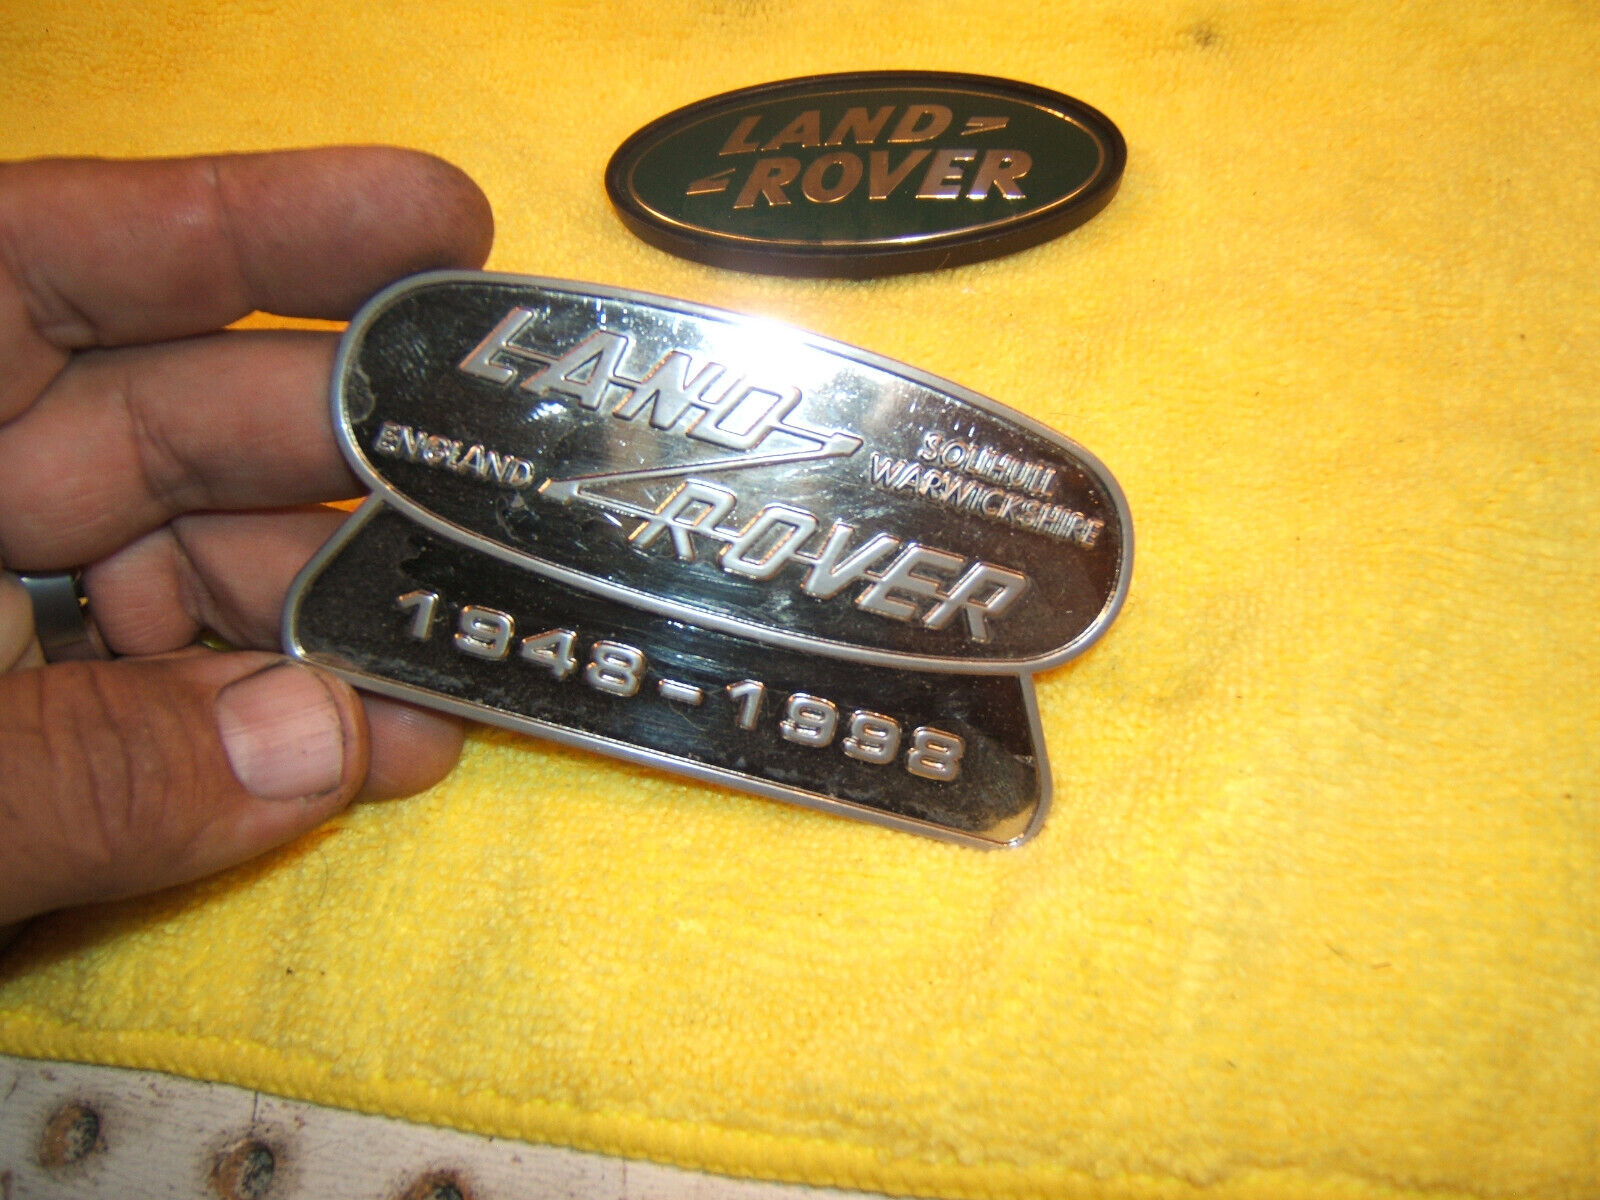 LAND
ROVER
LAND
ENGLAND
SOLIHULL
WARWICKSHIRE
ROVER
1948-1998